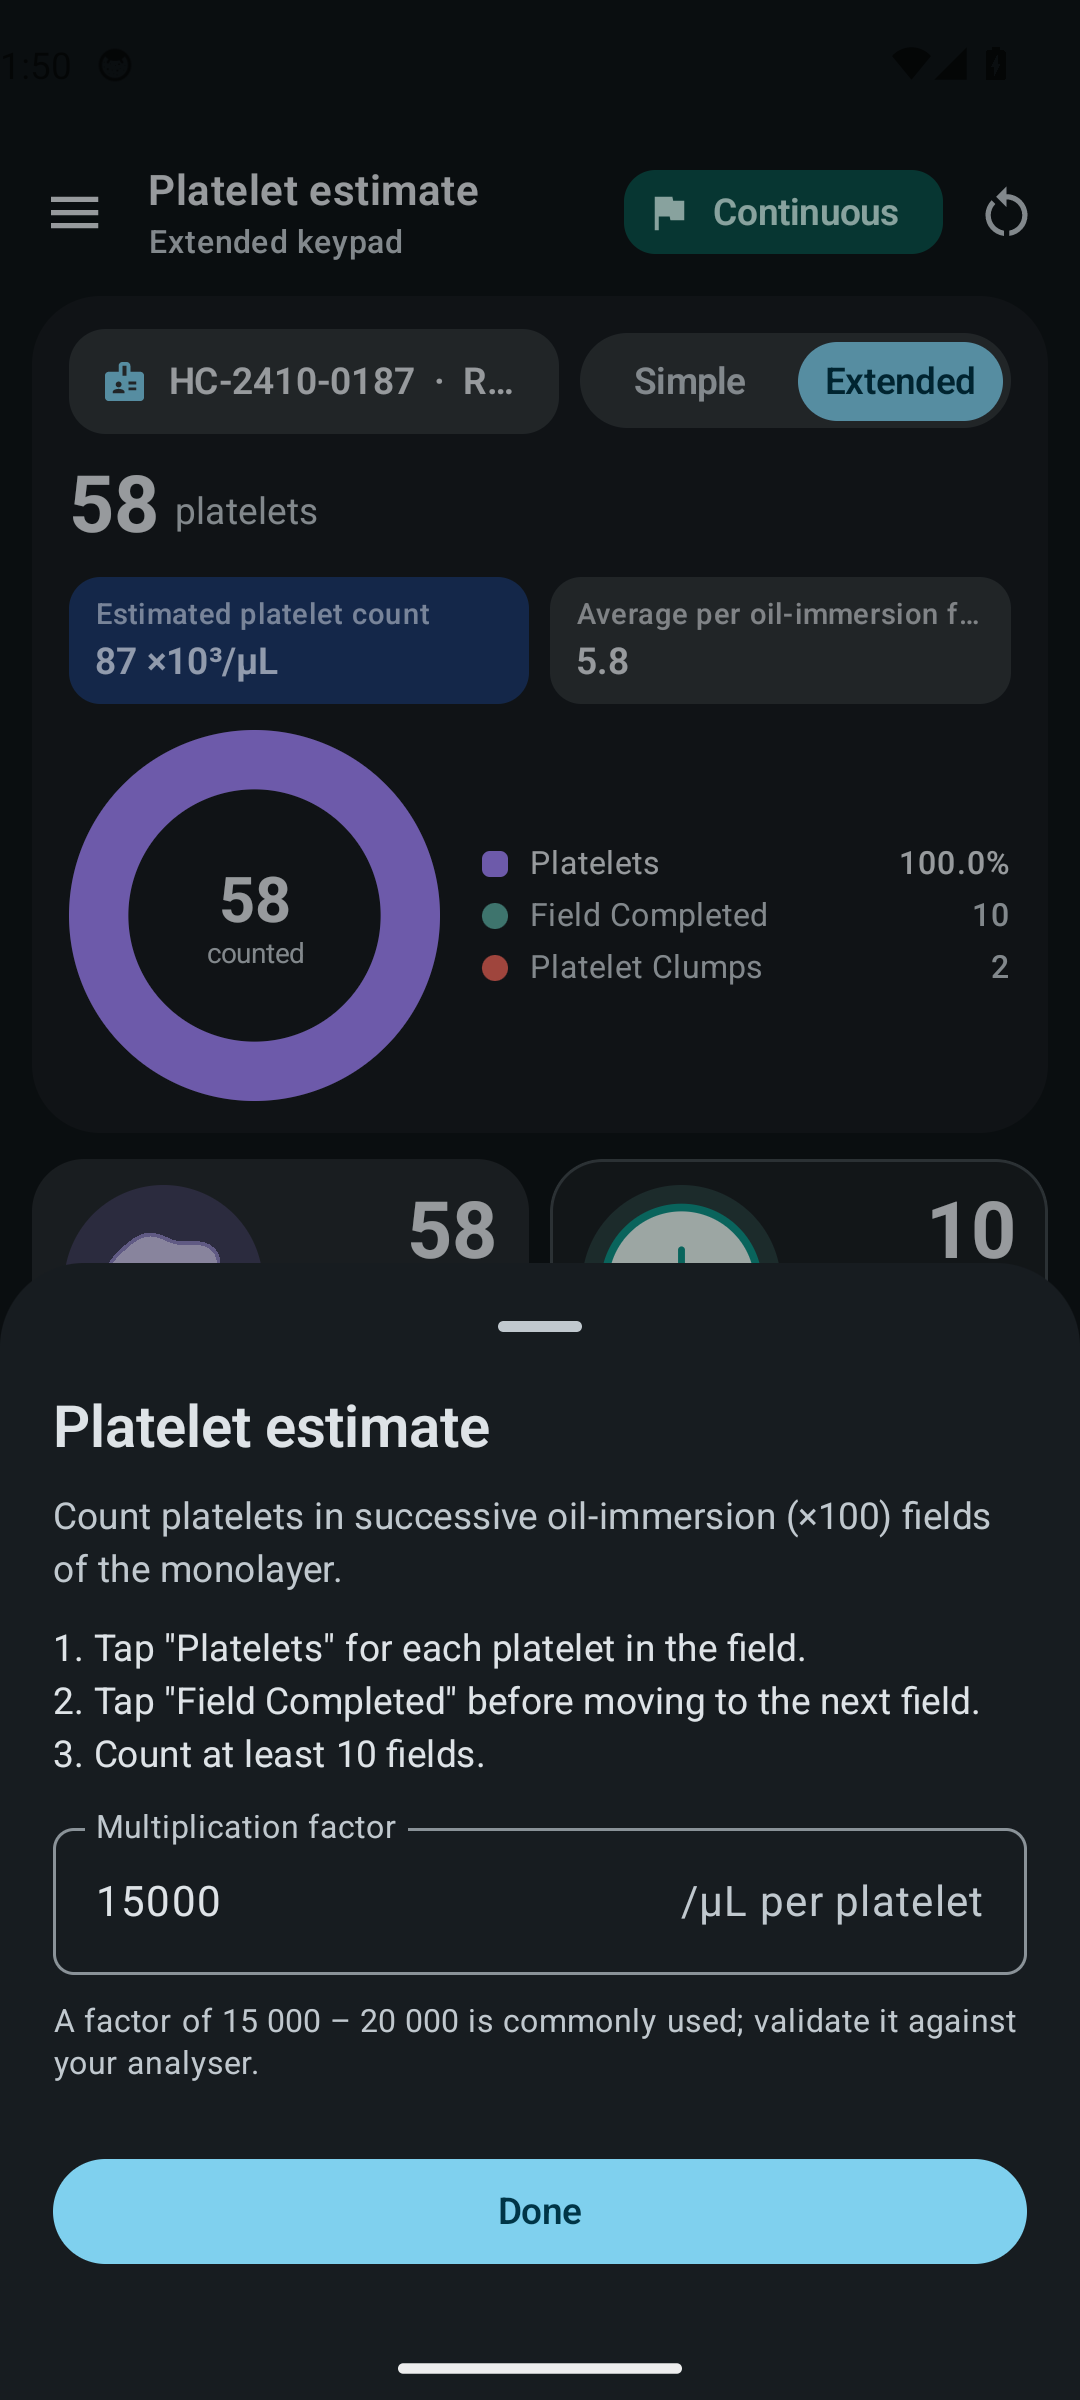 1:50
Platelet estimate
Extended keypad
Continuous
HC-2410-0187 · R...
Simple
Extended
58 platelets
Estimated platelet count
87 ×10³/µL
Average per oil-immersion f...
5.8
58
counted
Platelets 100.0%
Field Completed 10
Platelet Clumps 2
58
10
Platelet estimate
Count platelets in successive oil-immersion (×100) fields
of the monolayer.
1. Tap "Platelets" for each platelet in the field.
2. Tap "Field Completed" before moving to the next field.
3. Count at least 10 fields.
Multiplication factor
15000 /µL per platelet
A factor of 15 000 – 20 000 is commonly used; validate it against
your analyser.
Done